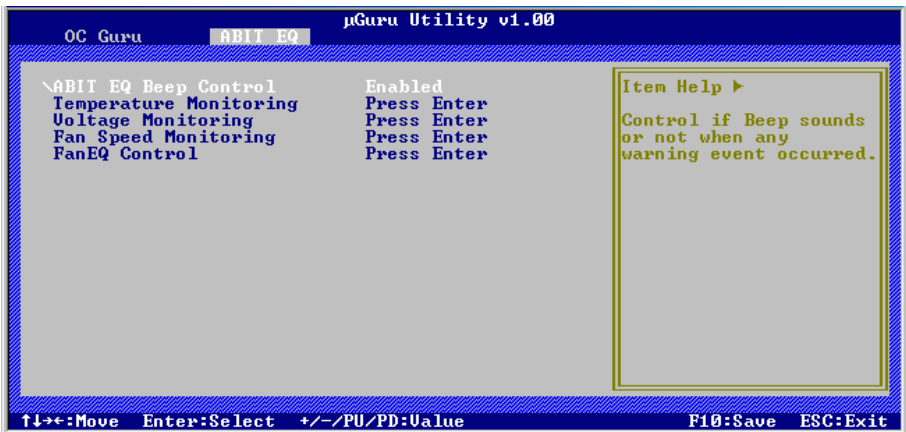 µGuru Utility v1.00
OC Guru ABIT EQ
\ABIT EQ Beep Control Enabled
Temperature Monitoring Press Enter
Voltage Monitoring Press Enter
Fan Speed Monitoring Press Enter
FanEQ Control Press Enter
Item Help ►
Control if Beep sounds
or not when any
warning event occurred.
↑↓→←:Move Enter:Select +/-/PU/PD:Value F10:Save ESC:Exit